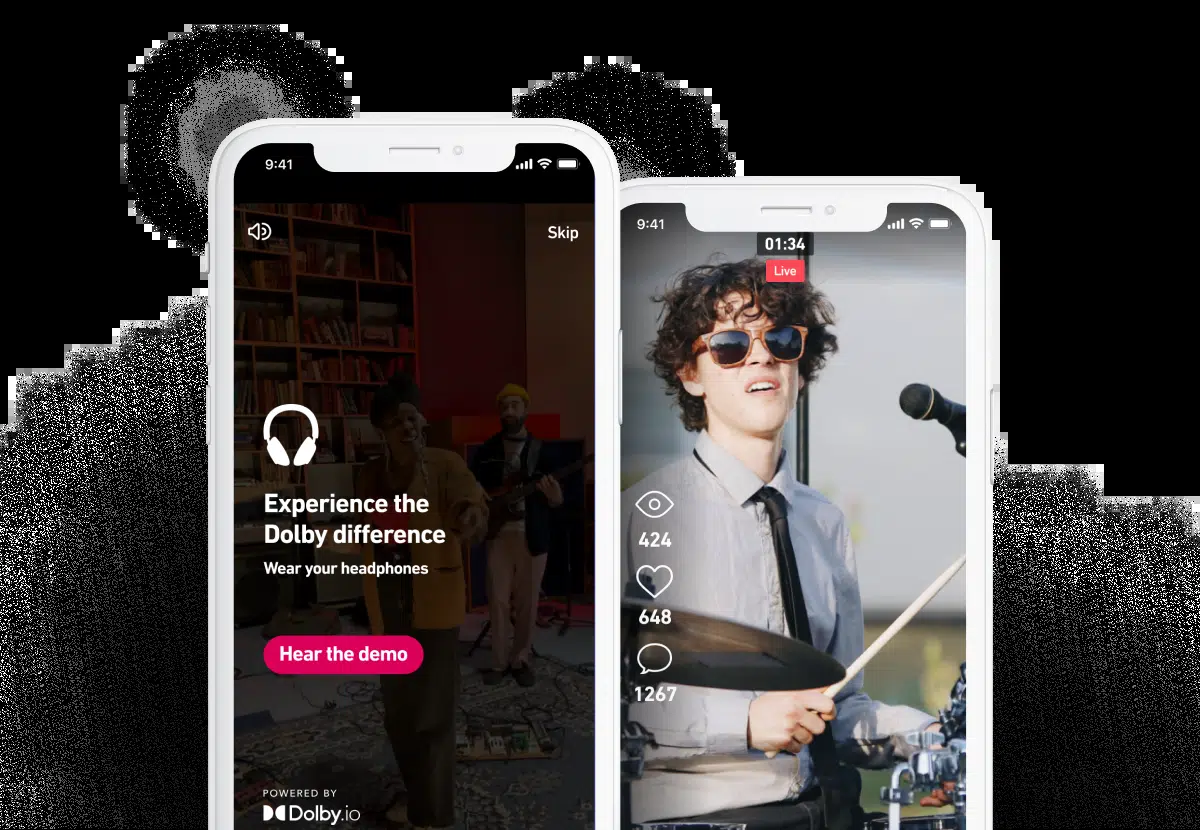 9:41
Skip
Experience the
Dolby difference
Wear your headphones
Hear the demo
POWERED BY
Dolby.io
9:41
01:34
Live
424
648
1267